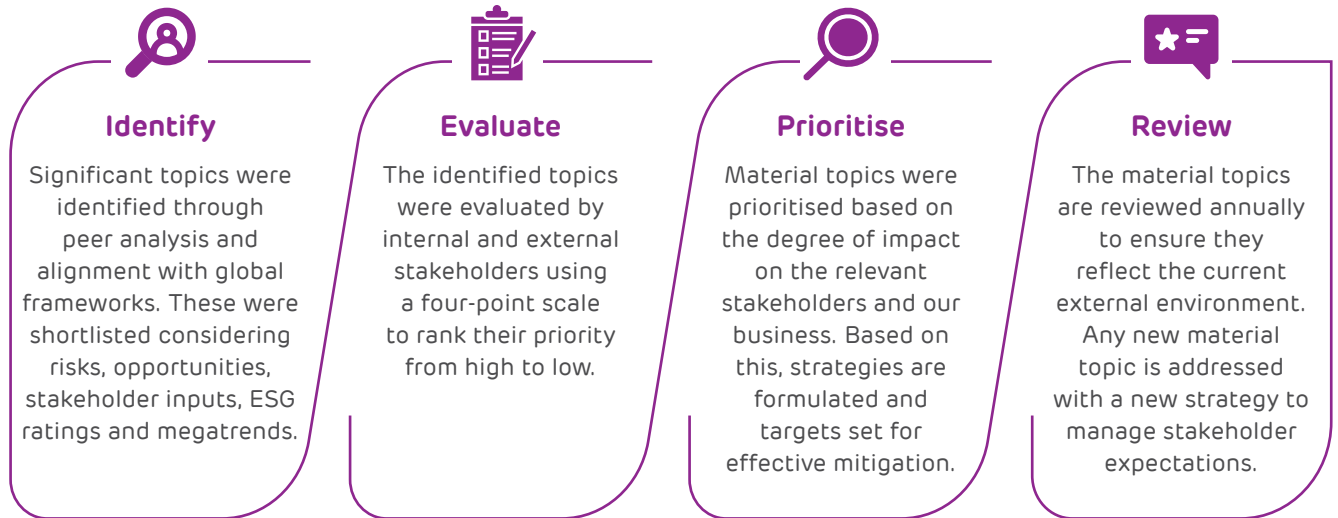 Identify
Significant topics were
identified through
peer analysis and
alignment with global
frameworks. These were
shortlisted considering
risks, opportunities,
stakeholder inputs, ESG
ratings and megatrends.
Evaluate
The identified topics
were evaluated by
internal and external
stakeholders using
a four-point scale
to rank their priority
from high to low.
Prioritise
Material topics were
prioritised based on
the degree of impact
on the relevant
stakeholders and our
business. Based on
this, strategies are
formulated and
targets set for
effective mitigation.
Review
The material topics
are reviewed annually
to ensure they
reflect the current
external environment.
Any new material
topic is addressed
with a new strategy to
manage stakeholder
expectations.